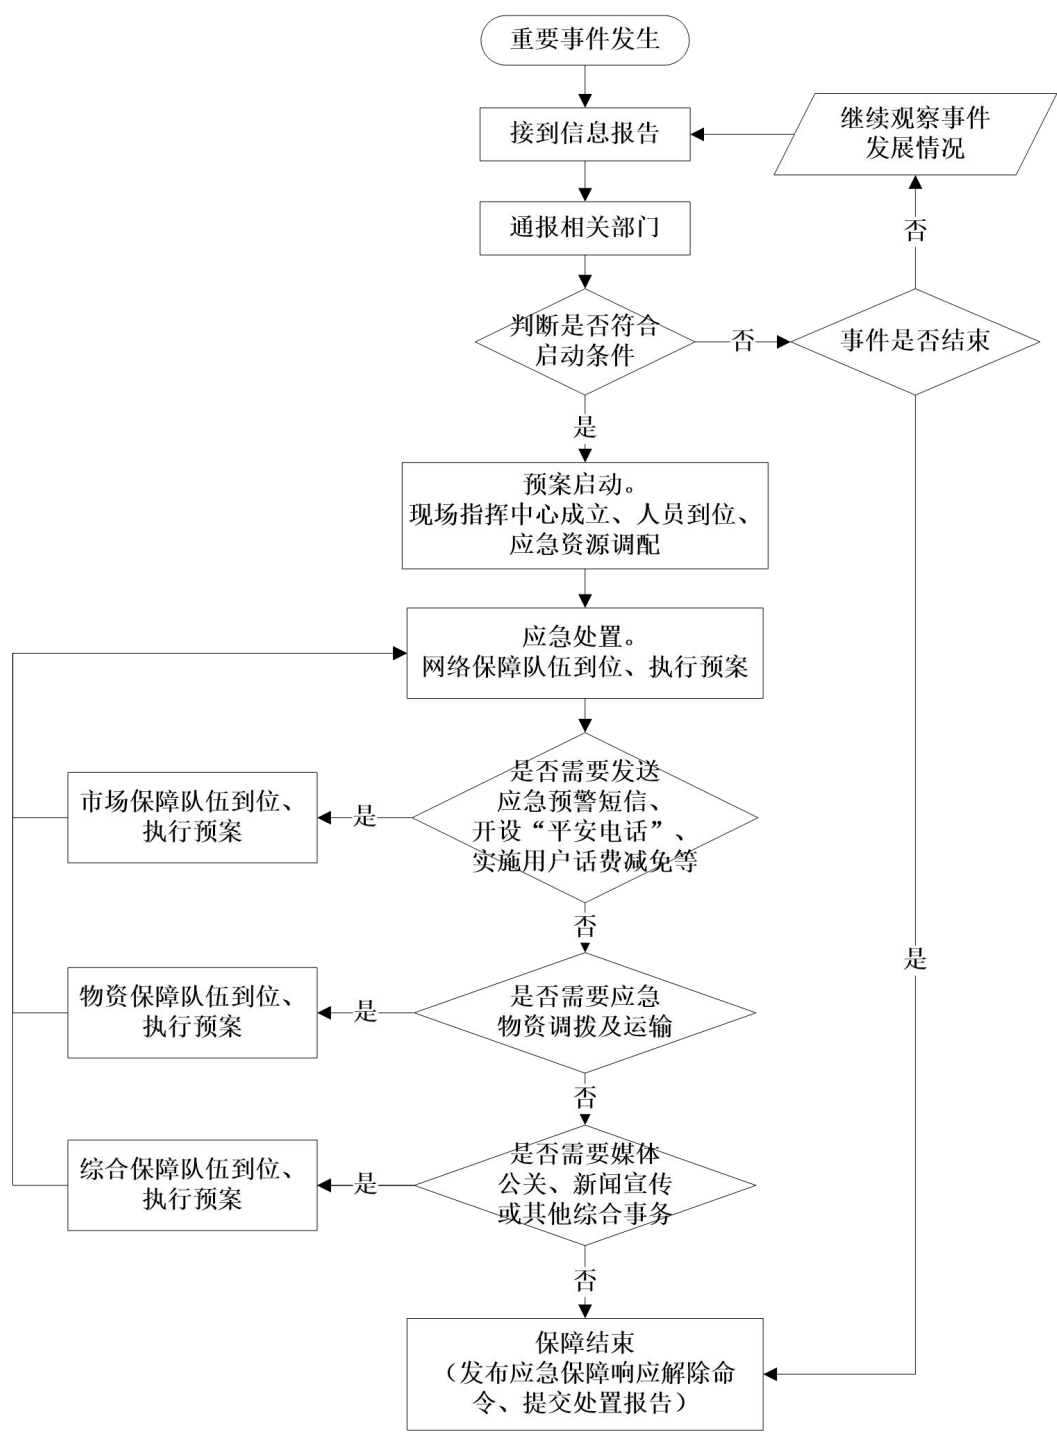 重要事件发生
接到信息报告
继续观察事件
发展情况
通报相关部门
否
判断是否符合
启动条件
否
事件是否结束
是
预案启动。
现场指挥中心成立、人员到位、
应急资源调配
应急处置。
网络保障队伍到位、执行预案
是否需要发送
应急预警短信、
开设“平安电话”、
实施用户话费减免等
是
市场保障队伍到位、
执行预案
否
是
是否需要应急
物资调拨及运输
是
物资保障队伍到位、
执行预案
否
是否需要媒体
公关、新闻宣传
或其他综合事务
是
综合保障队伍到位、
执行预案
否
保障结束
（发布应急保障响应解除命
令、提交处置报告）